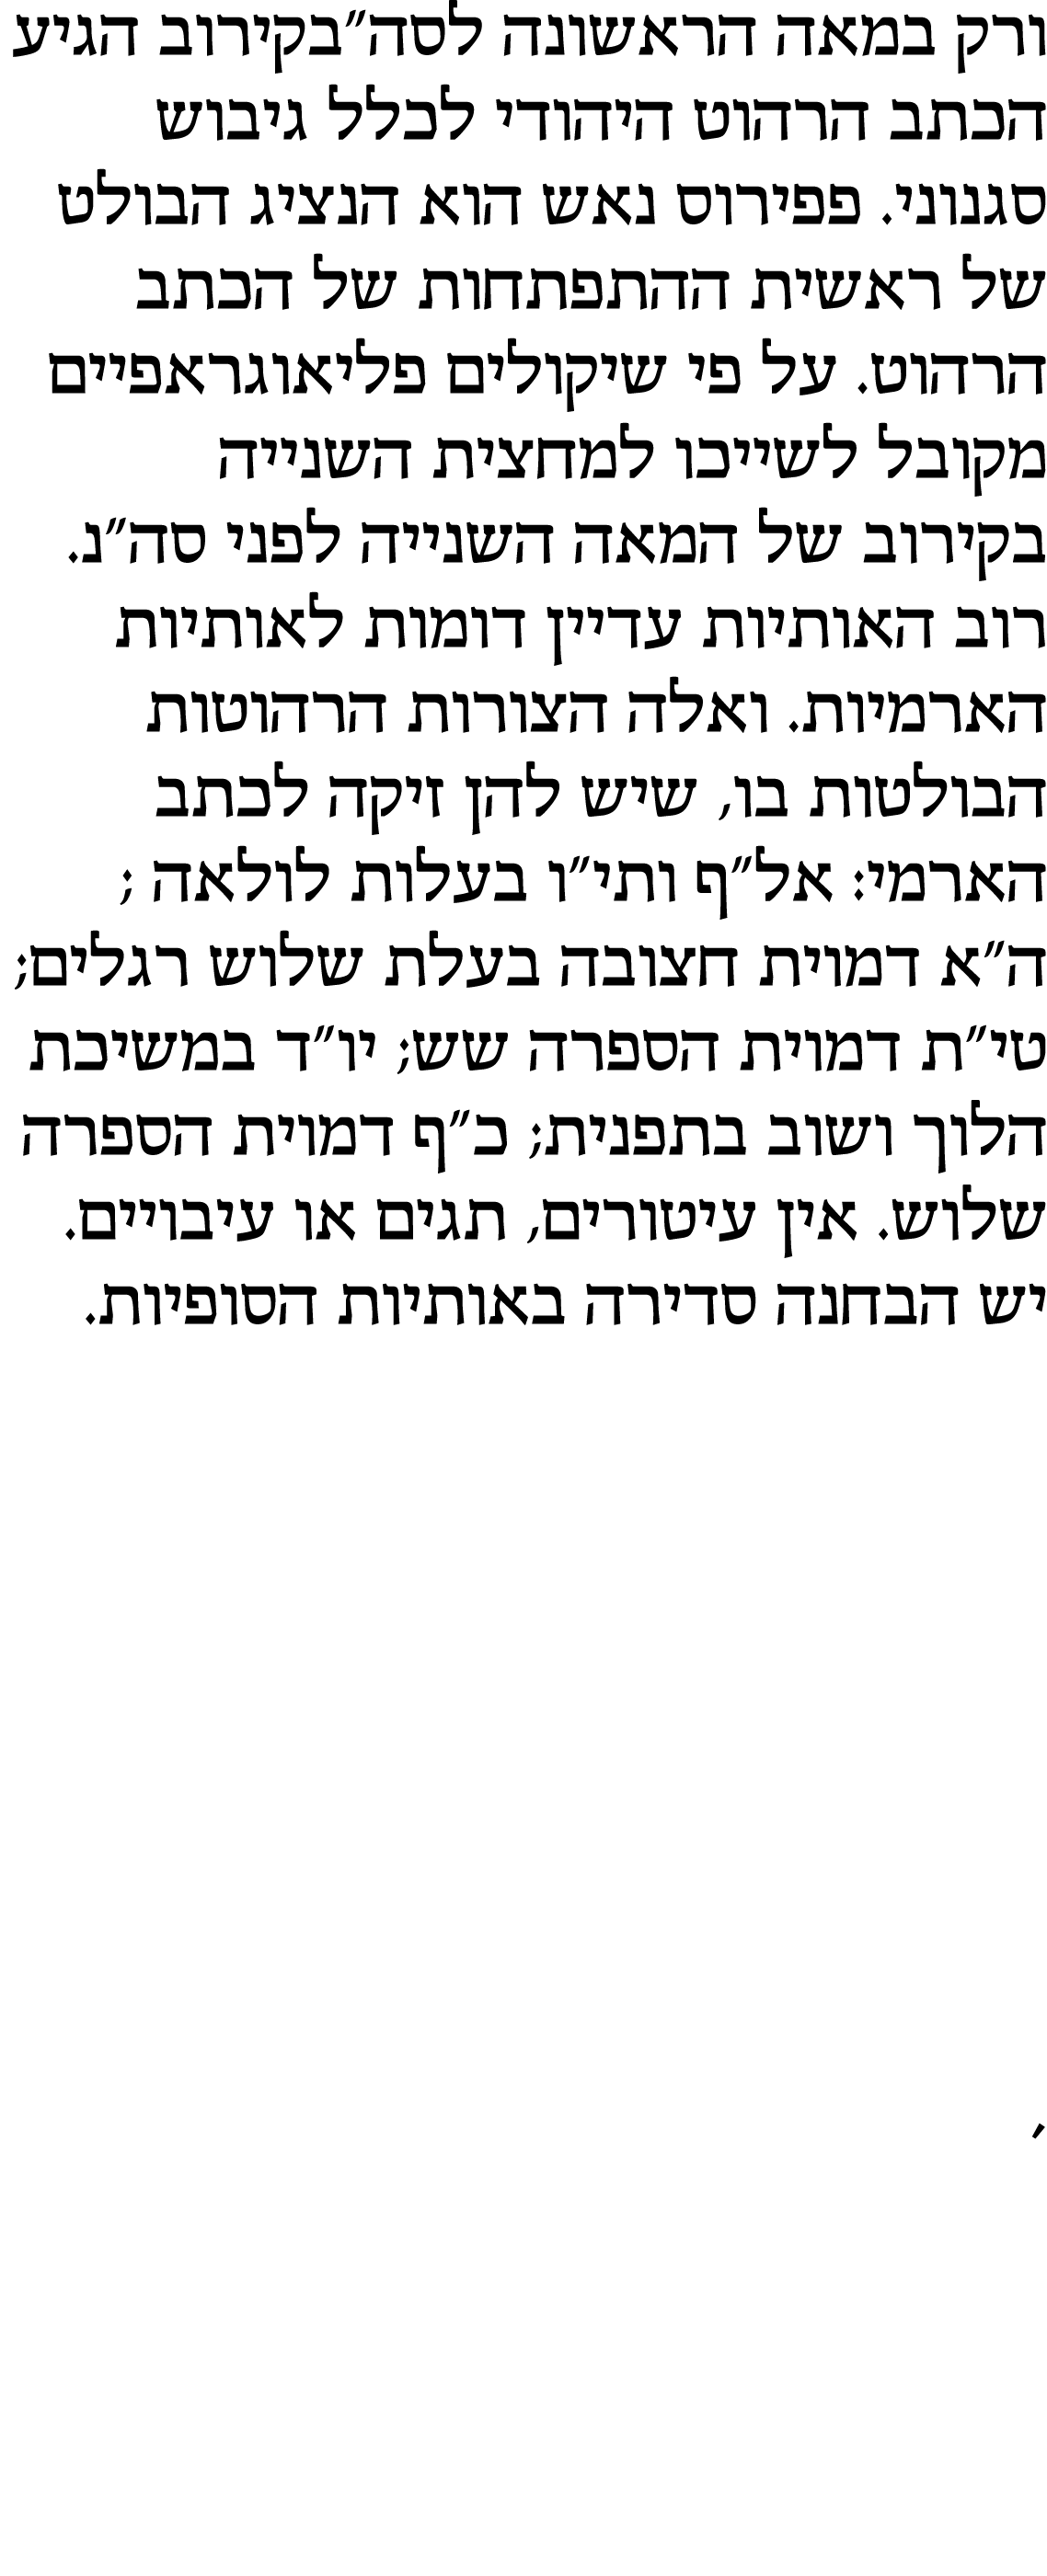 ורק במאה הראשונה לסה״בקירוב הגיע
הכתב הרהוט היהודי לכלל גיבוש
סגנוני. פפירוס נאש הוא הנציג הבולט
של ראשית ההתפתחות של הכתב
הרהוט. על פי שיקולים פליאוגראפיים
מקובל לשייכו למחצית השנייה
בקירוב של המאה השנייה לפני סה״נ.
רוב האותיות עדיין דומות לאותיות
הארמיות. ואלה הצורות הרהוטות
הבולטות בו, שיש להן זיקה לכתב
הארמי: אל״ף ותי״ו בעלות לולאה ;
ה״א דמוית חצובה בעלת שלוש רגלים;
טי״ת דמוית הספרה שש; יו״ד במשיכת
הלוך ושוב בתפנית; כ״ף דמוית הספרה
שלוש. אין עיטורים, תגים או עיבויים.
יש הבחנה סדירה באותיות הסופיות.
׳